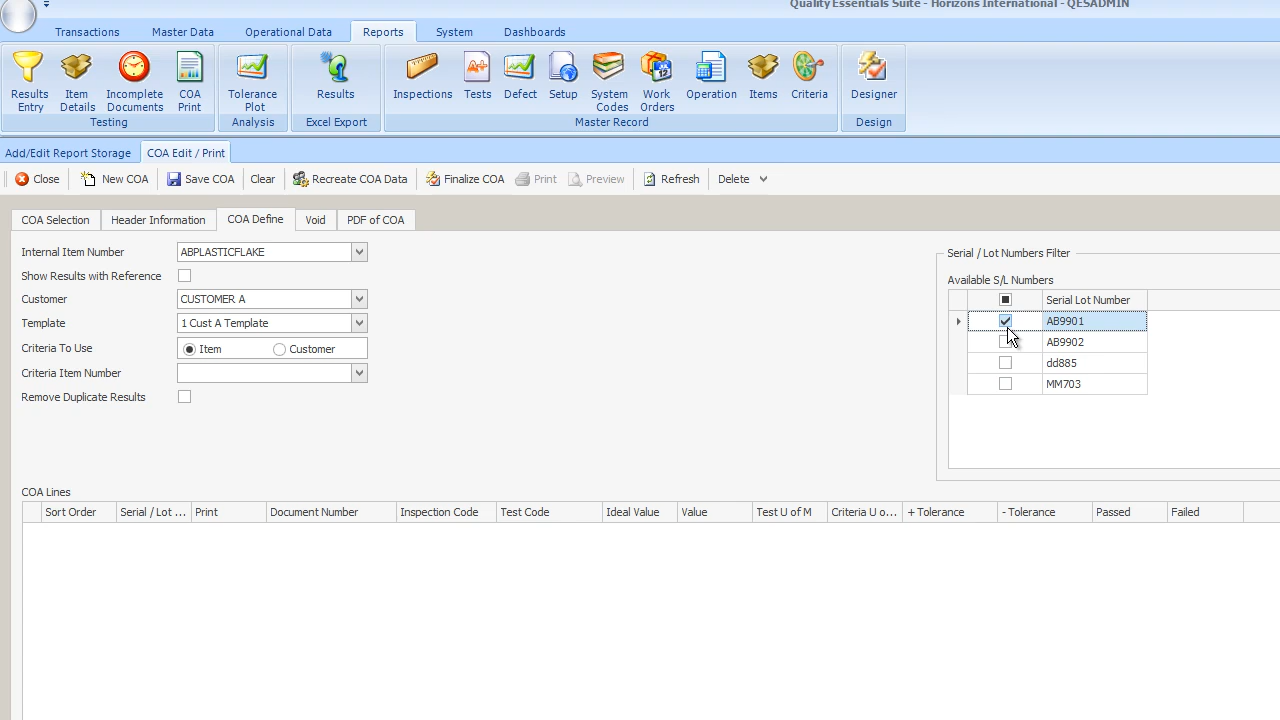 Quality Essentials Suite - Horizons International - QESADMIN
Transactions Master Data Operational Data Reports System Dashboards
Results Entry
Item Details
Incomplete Documents
COA Print
Testing
Tolerance Plot
Analysis
Results
Excel Export
Inspections
Tests
Defect
Setup
System Codes
12
Work Orders
Operation
Items
Criteria
Master Record
Designer
Design
Add/Edit Report Storage COA Edit / Print
Close New COA Save COA Clear Recreate COA Data Finalize COA Print Preview Refresh Delete
COA Selection Header Information COA Define Void PDF of COA
Internal Item Number ABPLASTICFLAKE
Show Results with Reference
Customer CUSTOMER A
Template 1 Cust A Template
Criteria To Use Item Customer
Criteria Item Number
Remove Duplicate Results
Serial / Lot Numbers Filter
Available S/L Numbers
Serial Lot Number
AB9901
AB9902
dd885
MM703
COA Lines
Sort Order Serial / Lot ... Print Document Number Inspection Code Test Code Ideal Value Value Test U of M Criteria U o... + Tolerance - Tolerance Passed Failed